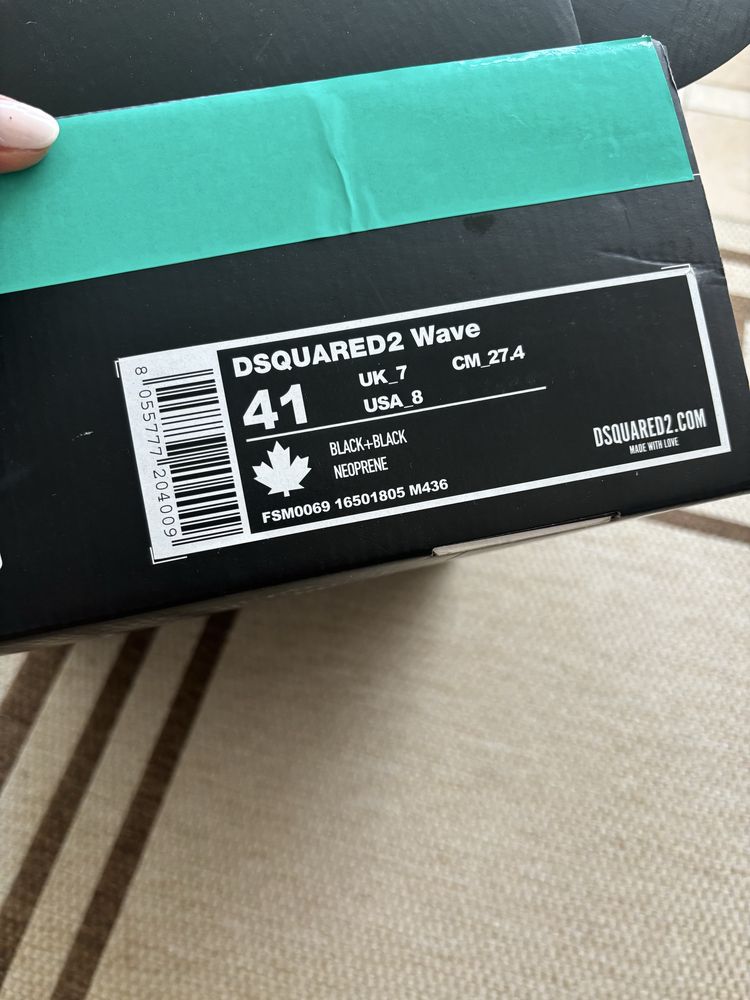 DSQUARED2 Wave
41
UK_7
CM_27.4
USA_8
BLACK+BLACK
NEOPRENE
FSM0069 16501805 M436
DSQUARED2.COM
MADE WITH LOVE
8 055777 204009